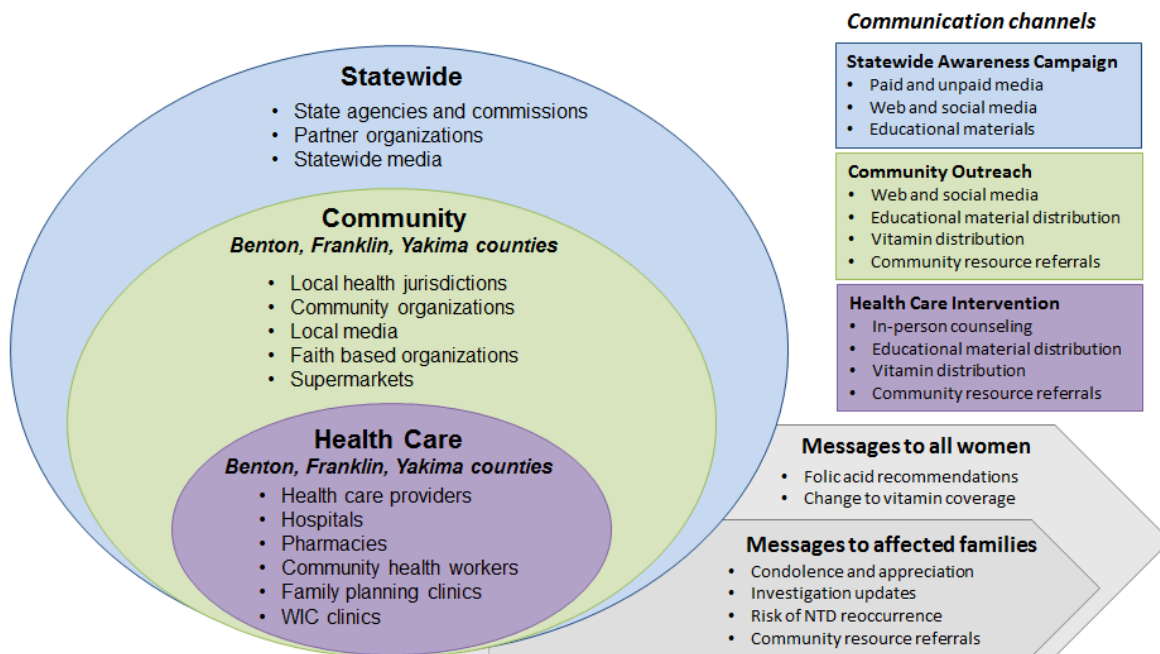 Statewide
• State agencies and commissions
• Partner organizations
• Statewide media
Community
Benton, Franklin, Yakima counties
• Local health jurisdictions
• Community organizations
• Local media
• Faith based organizations
• Supermarkets
Health Care
Benton, Franklin, Yakima counties
• Health care providers
• Hospitals
• Pharmacies
• Community health workers
• Family planning clinics
• WIC clinics
Communication channels
Statewide Awareness Campaign
• Paid and unpaid media
• Web and social media
• Educational materials
Community Outreach
• Web and social media
• Educational material distribution
• Vitamin distribution
• Community resource referrals
Health Care Intervention
• In-person counseling
• Educational material distribution
• Vitamin distribution
• Community resource referrals
Messages to all women
• Folic acid recommendations
• Change to vitamin coverage
Messages to affected families
• Condolence and appreciation
• Investigation updates
• Risk of NTD reoccurrence
• Community resource referrals